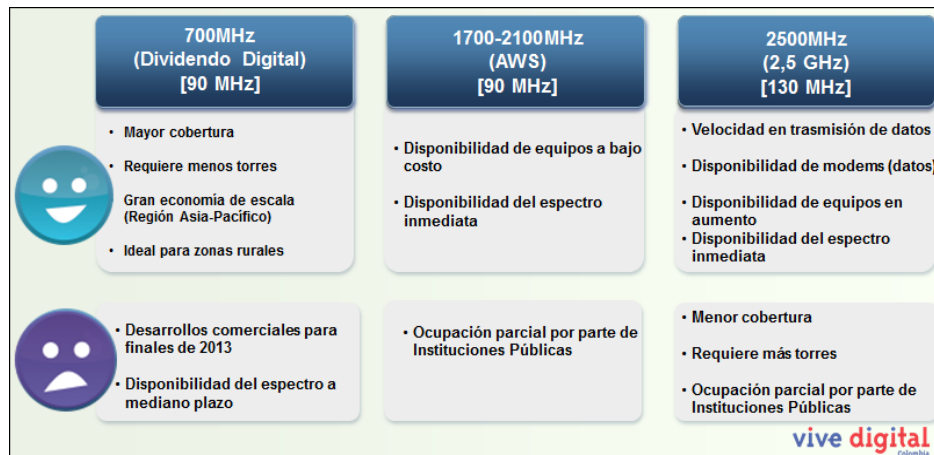 700MHz
(Dividendo Digital)
[90 MHz]
1700-2100MHz
(AWS)
[90 MHz]
2500MHz
(2,5 GHz)
[130 MHz]
• Mayor cobertura
• Requiere menos torres
Gran economía de escala
(Región Asia-Pacífico)
• Ideal para zonas rurales
• Disponibilidad de equipos a bajo
costo
• Disponibilidad del espectro
inmediata
• Velocidad en trasmisión de datos
• Disponibilidad de modems (datos)
• Disponibilidad de equipos en
aumento
• Disponibilidad del espectro
inmediata
• Desarrollos comerciales para
finales de 2013
• Disponibilidad del espectro a
mediano plazo
• Ocupación parcial por parte de
Instituciones Públicas
• Menor cobertura
• Requiere más torres
• Ocupación parcial por parte de
Instituciones Públicas
vive digital
Colombia